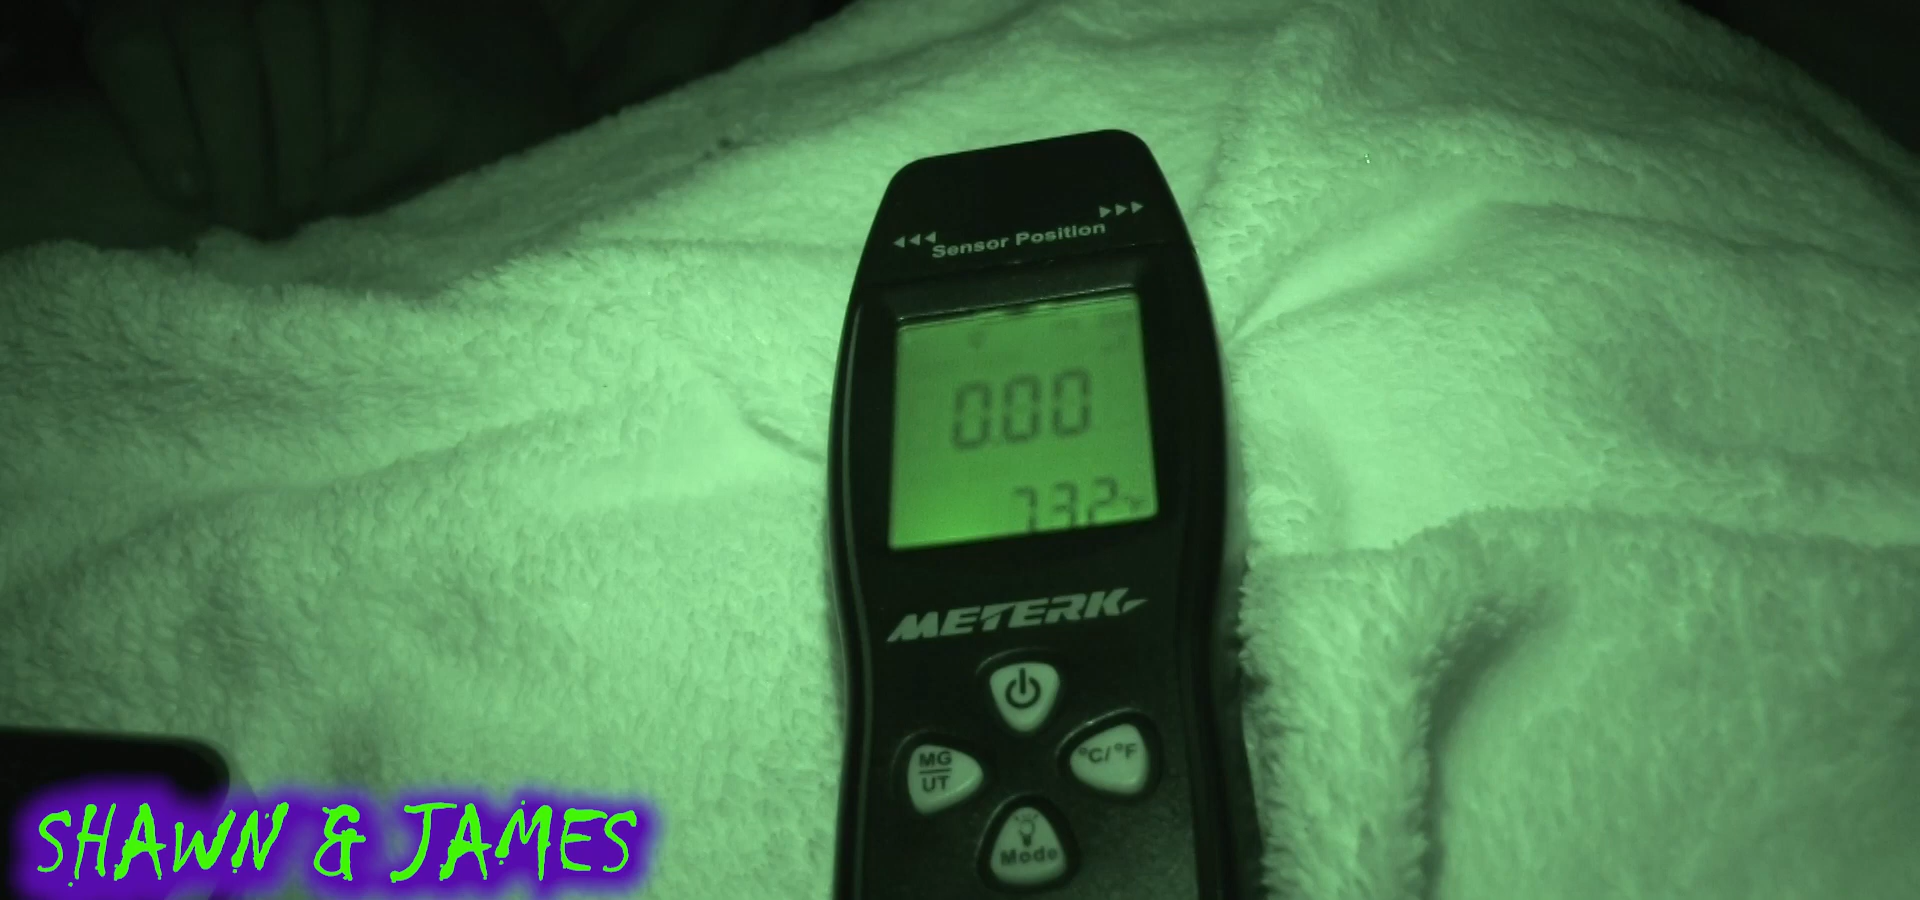 ◄◄◄ Sensor Position ►►►
0.00
73.2°F
METERK
MG
UT
°C/°F
Mode
SHAWN & JAMES